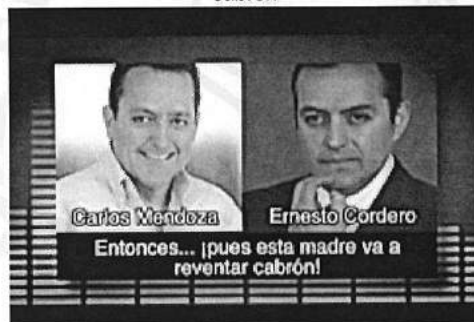 Carlos Mendoza
Ernesto Cordero
Entonces... ¡pues esta madre va a
reventar cabrón!